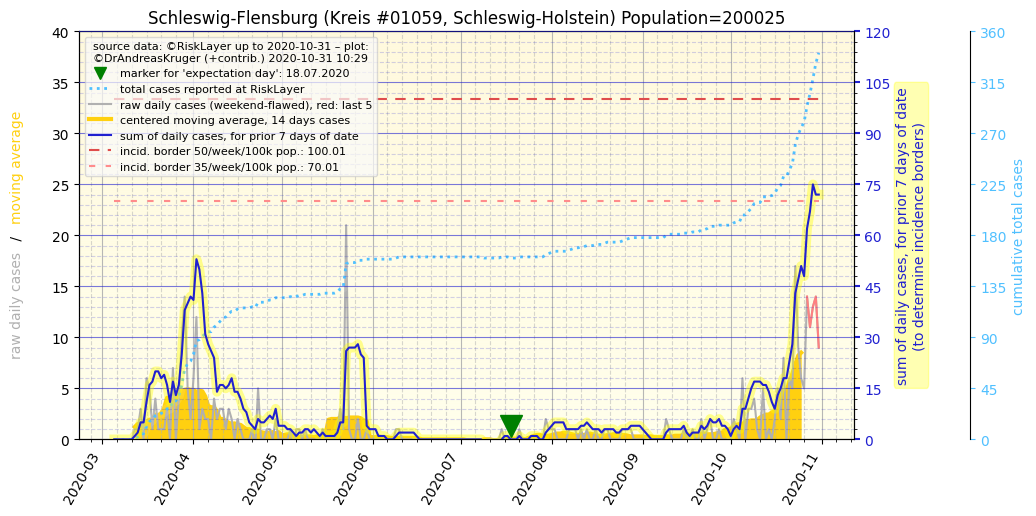 Schleswig-Flensburg (Kreis #01059, Schleswig-Holstein) Population=200025
source data: ©RiskLayer up to 2020-10-31 – plot:
©DrAndreasKruger (+contrib.) 2020-10-31 10:29
marker for 'expectation day': 18.07.2020
total cases reported at RiskLayer
raw daily cases (weekend-flawed), red: last 5
centered moving average, 14 days cases
sum of daily cases, for prior 7 days of date
incid. border 50/week/100k pop.: 100.01
incid. border 35/week/100k pop.: 70.01
raw daily cases / moving average
40
35
30
25
20
15
10
5
0
2020-03
2020-04
2020-05
2020-06
2020-07
2020-08
2020-09
2020-10
2020-11
120
105
90
75
60
45
30
15
0
sum of daily cases, for prior 7 days of date
(to determine incidence borders)
360
315
270
225
180
135
90
45
0
cumulative total cases